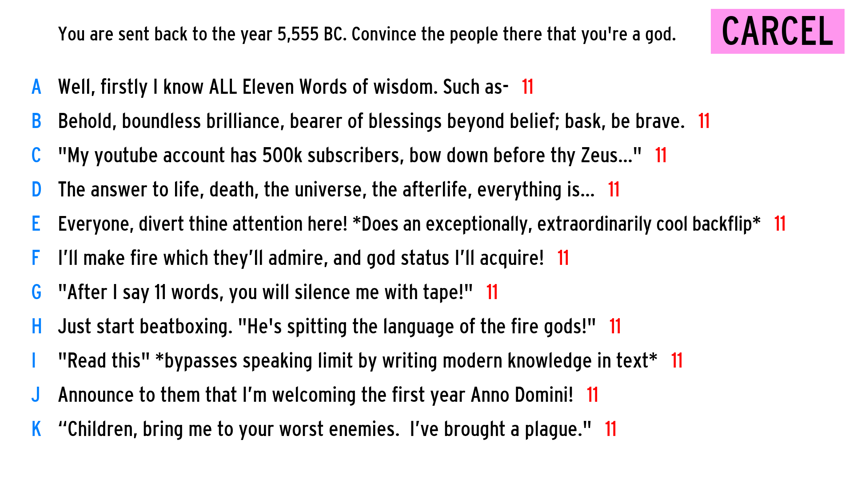 You are sent back to the year 5,555 BC. Convince the people there that you're a god.
CARCEL
A Well, firstly I know ALL Eleven Words of wisdom. Such as- 11
B Behold, boundless brilliance, bearer of blessings beyond belief; bask, be brave. 11
C "My youtube account has 500k subscribers, bow down before thy Zeus..." 11
D The answer to life, death, the universe, the afterlife, everything is... 11
E Everyone, divert thine attention here! *Does an exceptionally, extraordinarily cool backflip* 11
F I’ll make fire which they’ll admire, and god status I’ll acquire! 11
G "After I say 11 words, you will silence me with tape!" 11
H Just start beatboxing. "He's spitting the language of the fire gods!" 11
I "Read this" *bypasses speaking limit by writing modern knowledge in text* 11
J Announce to them that I’m welcoming the first year Anno Domini! 11
K “Children, bring me to your worst enemies. I’ve brought a plague." 11